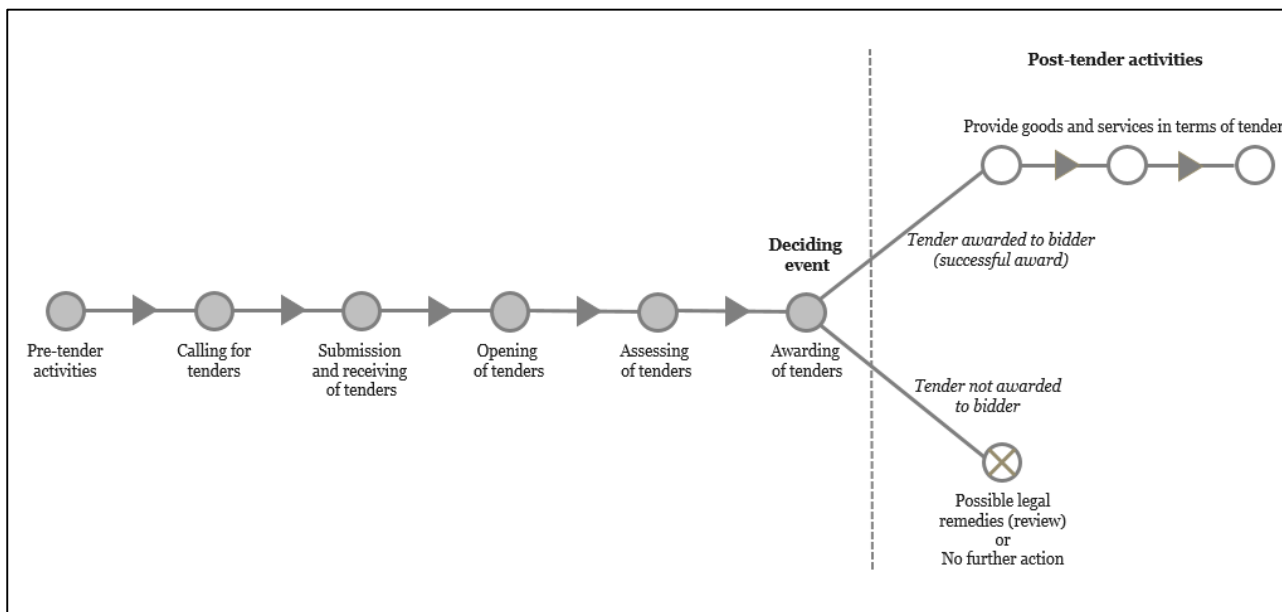 Post-tender activities
Provide goods and services in terms of tender
Deciding
event
Tender awarded to bidder
(successful award)
Pre-tender
activities
Calling for
tenders
Submission
and receiving
of tenders
Opening
of tenders
Assessing
of tenders
Awarding
of tenders
Tender not awarded
to bidder
Possible legal
remedies (review)
or
No further action